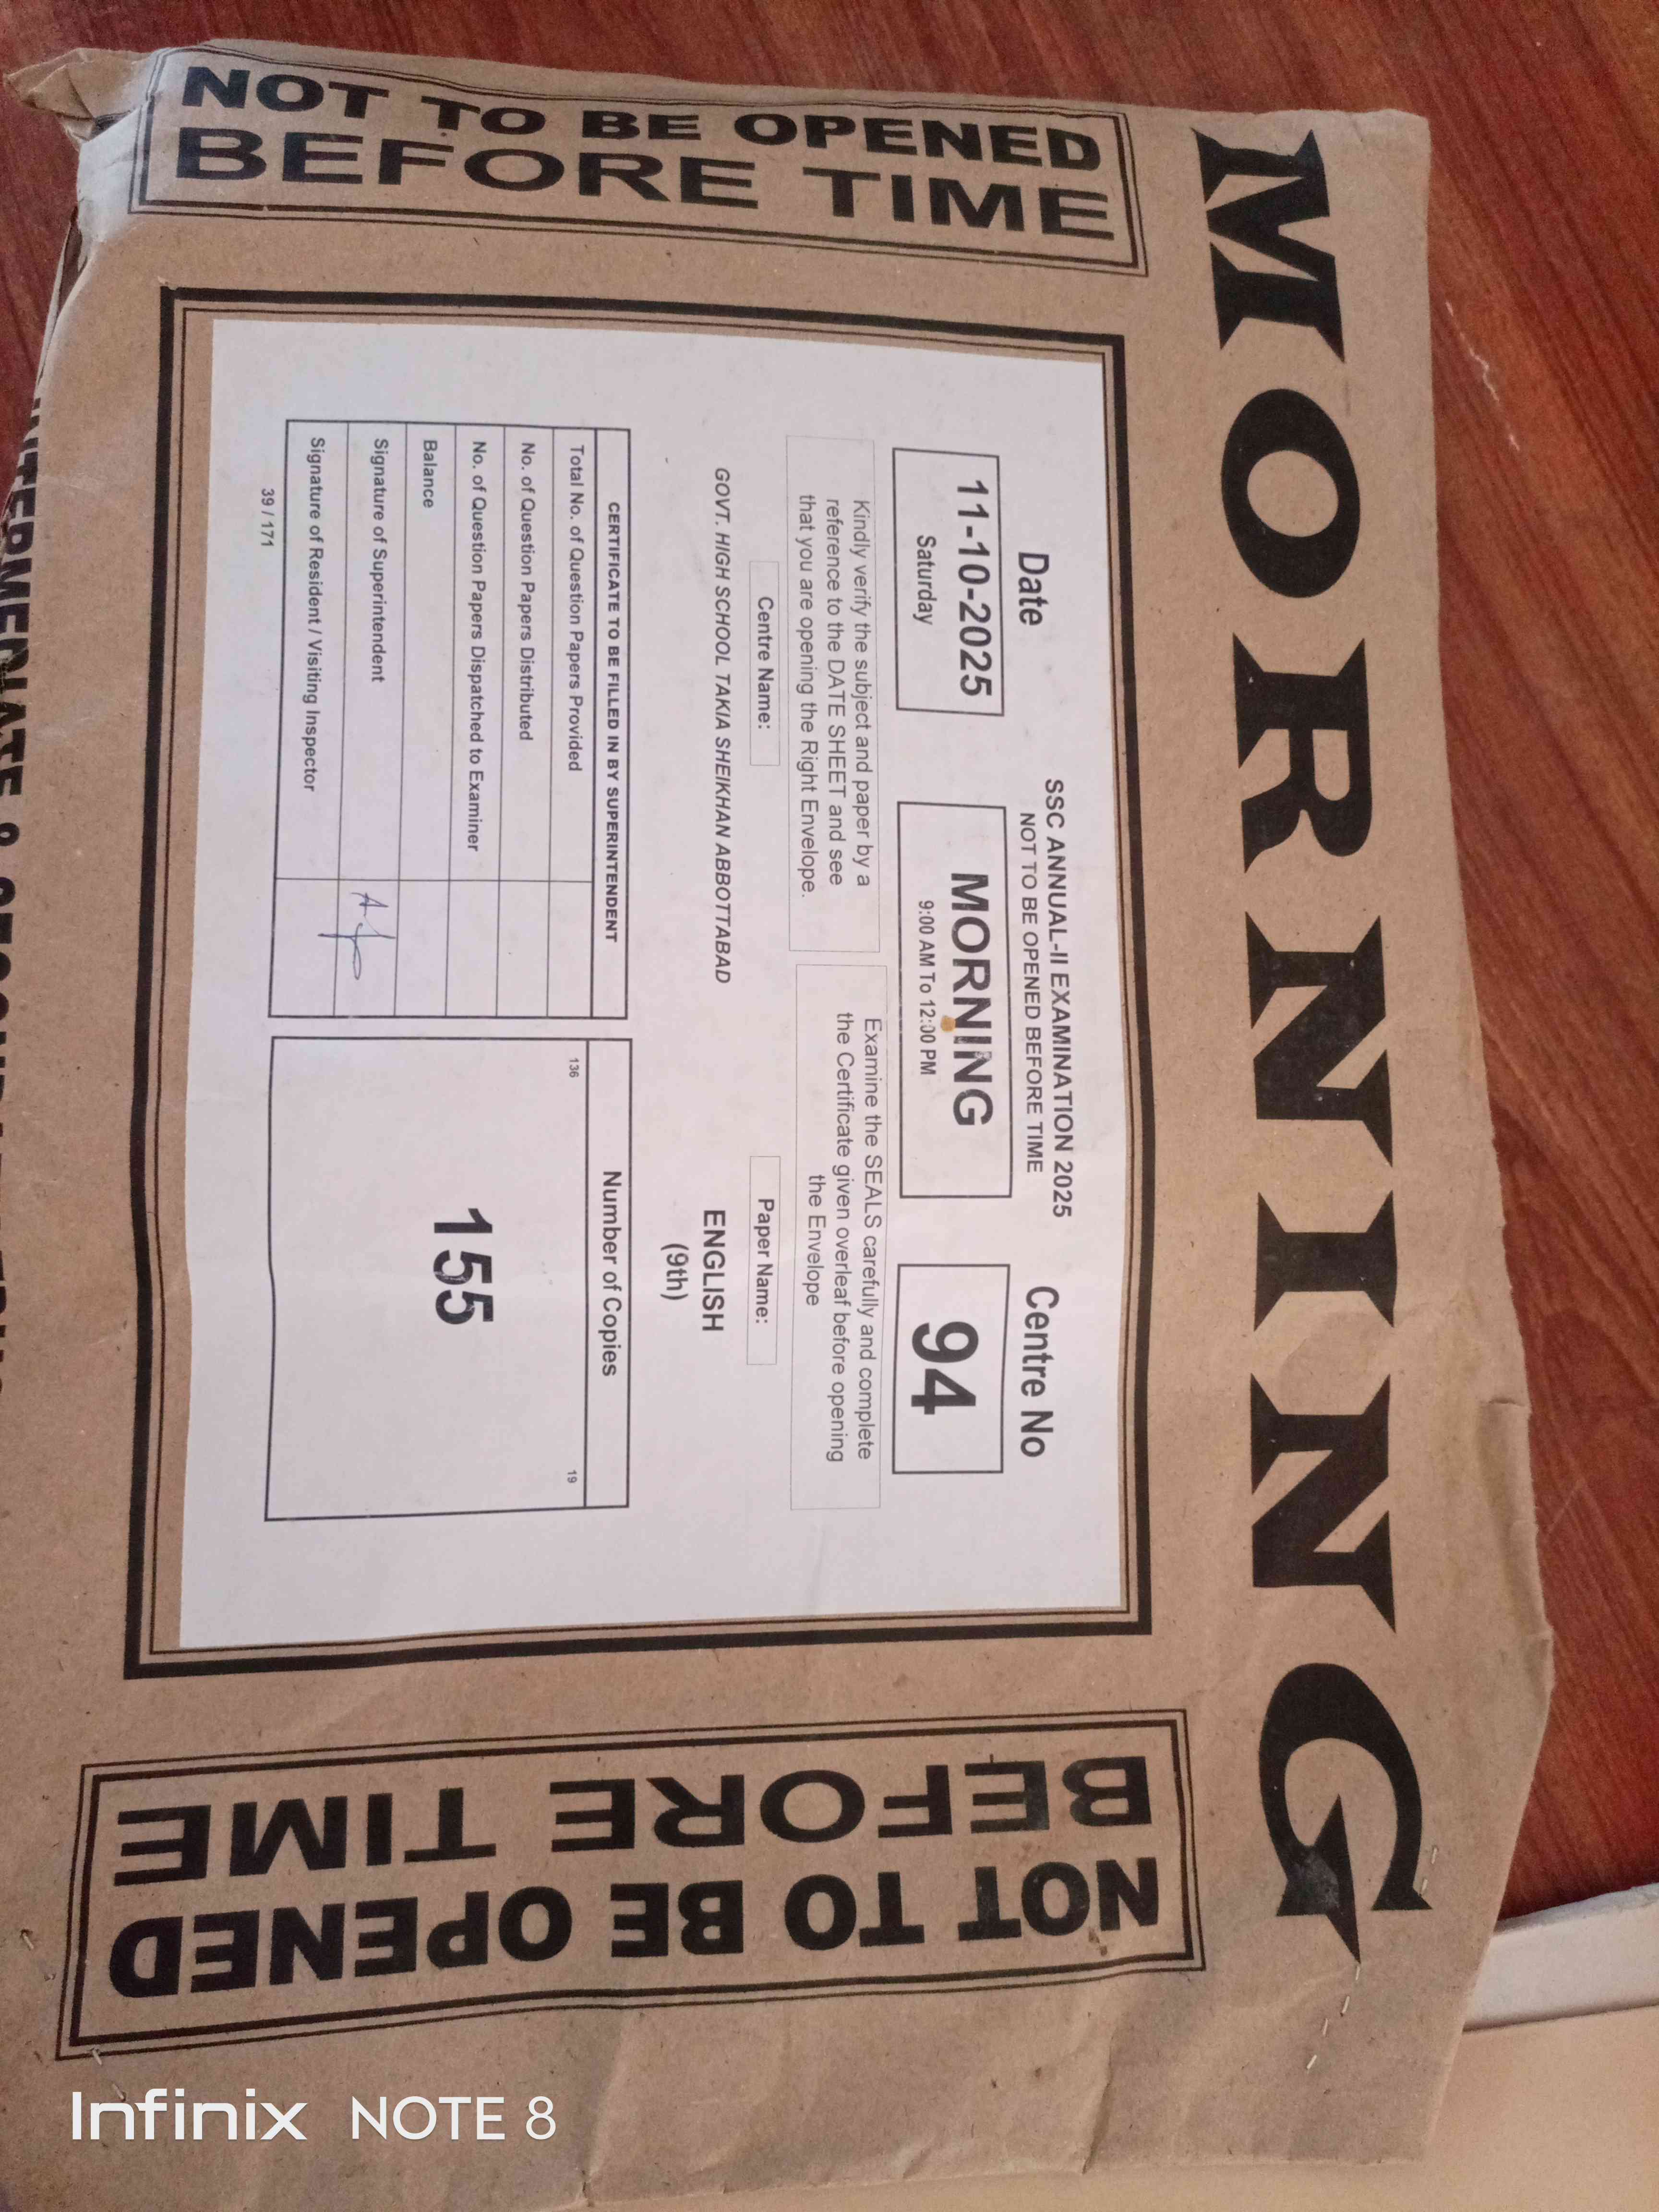 MORNING
NOT TO BE OPENED
BEFORE TIME
SSC ANNUAL-II EXAMINATION 2025
NOT TO BE OPENED BEFORE TIME
Date
Centre No
11-10-2025
Saturday
MORNING
9:00 AM To 12:00 PM
94
Kindly verify the subject and paper by a
reference to the DATE SHEET and see
that you are opening the Right Envelope.
Examine the SEALS carefully and complete
the Certificate given overleaf before opening
the Envelope
Centre Name:
Paper Name:
GOVT. HIGH SCHOOL TAKIA SHEIKHAN ABBOTTABAD
ENGLISH
(9th)
CERTIFICATE TO BE FILLED IN BY SUPERINTENDENT
Total No. of Question Papers Provided
No. of Question Papers Distributed
No. of Question Papers Dispatched to Examiner
Balance
Signature of Superintendent
Signature of Resident / Visiting Inspector
39 / 171
Number of Copies
136
19
155
NOT TO BE OPENED
BEFORE TIME
INTERMEDIATE &
Infinix NOTE 8